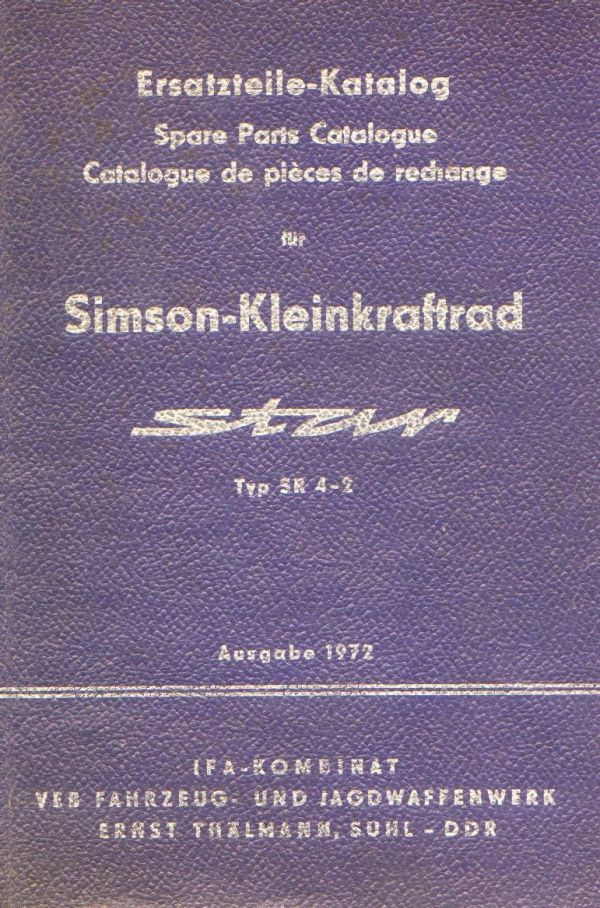 Ersatzteile-Katalog
Spare Parts Catalogue
Catalogue de pièces de rechange
für
Simson-Kleinkraftrad
star
Typ SR 4-2
Ausgabe 1972
IFA-KOMBINAT
VEB FAHRZEUG- UND JAGDWAFFENWERK
ERNST THÄLMANN, SUHL - DDR